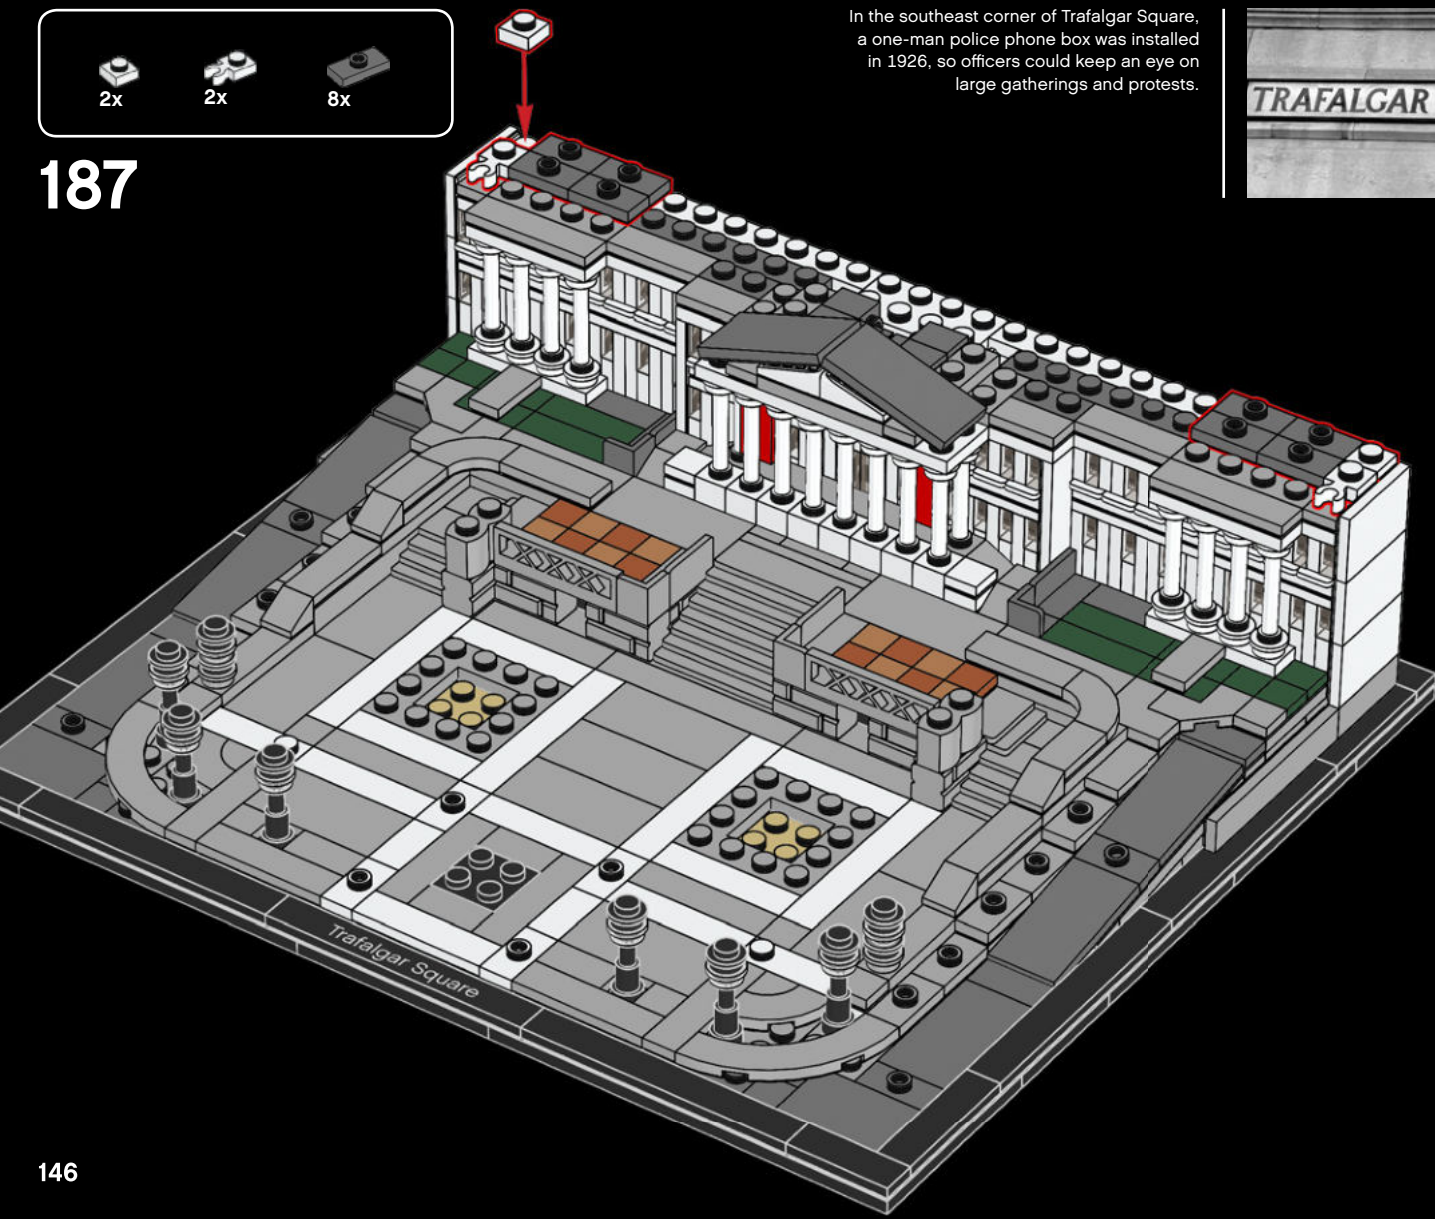 2x
2x
8x
187
In the southeast corner of Trafalgar Square,
a one-man police phone box was installed
in 1926, so officers could keep an eye on
large gatherings and protests.
TRAFALGAR
Trafalgar Square
146